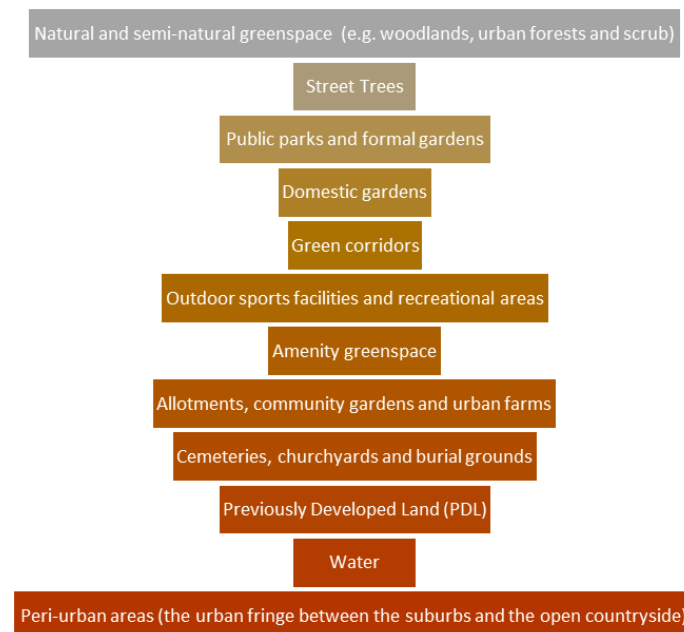 Natural and semi-natural greenspace (e.g. woodlands, urban forests and scrub)
Street Trees
Public parks and formal gardens
Domestic gardens
Green corridors
Outdoor sports facilities and recreational areas
Amenity greenspace
Allotments, community gardens and urban farms
Cemeteries, churchyards and burial grounds
Previously Developed Land (PDL)
Water
Peri-urban areas (the urban fringe between the suburbs and the open countryside)